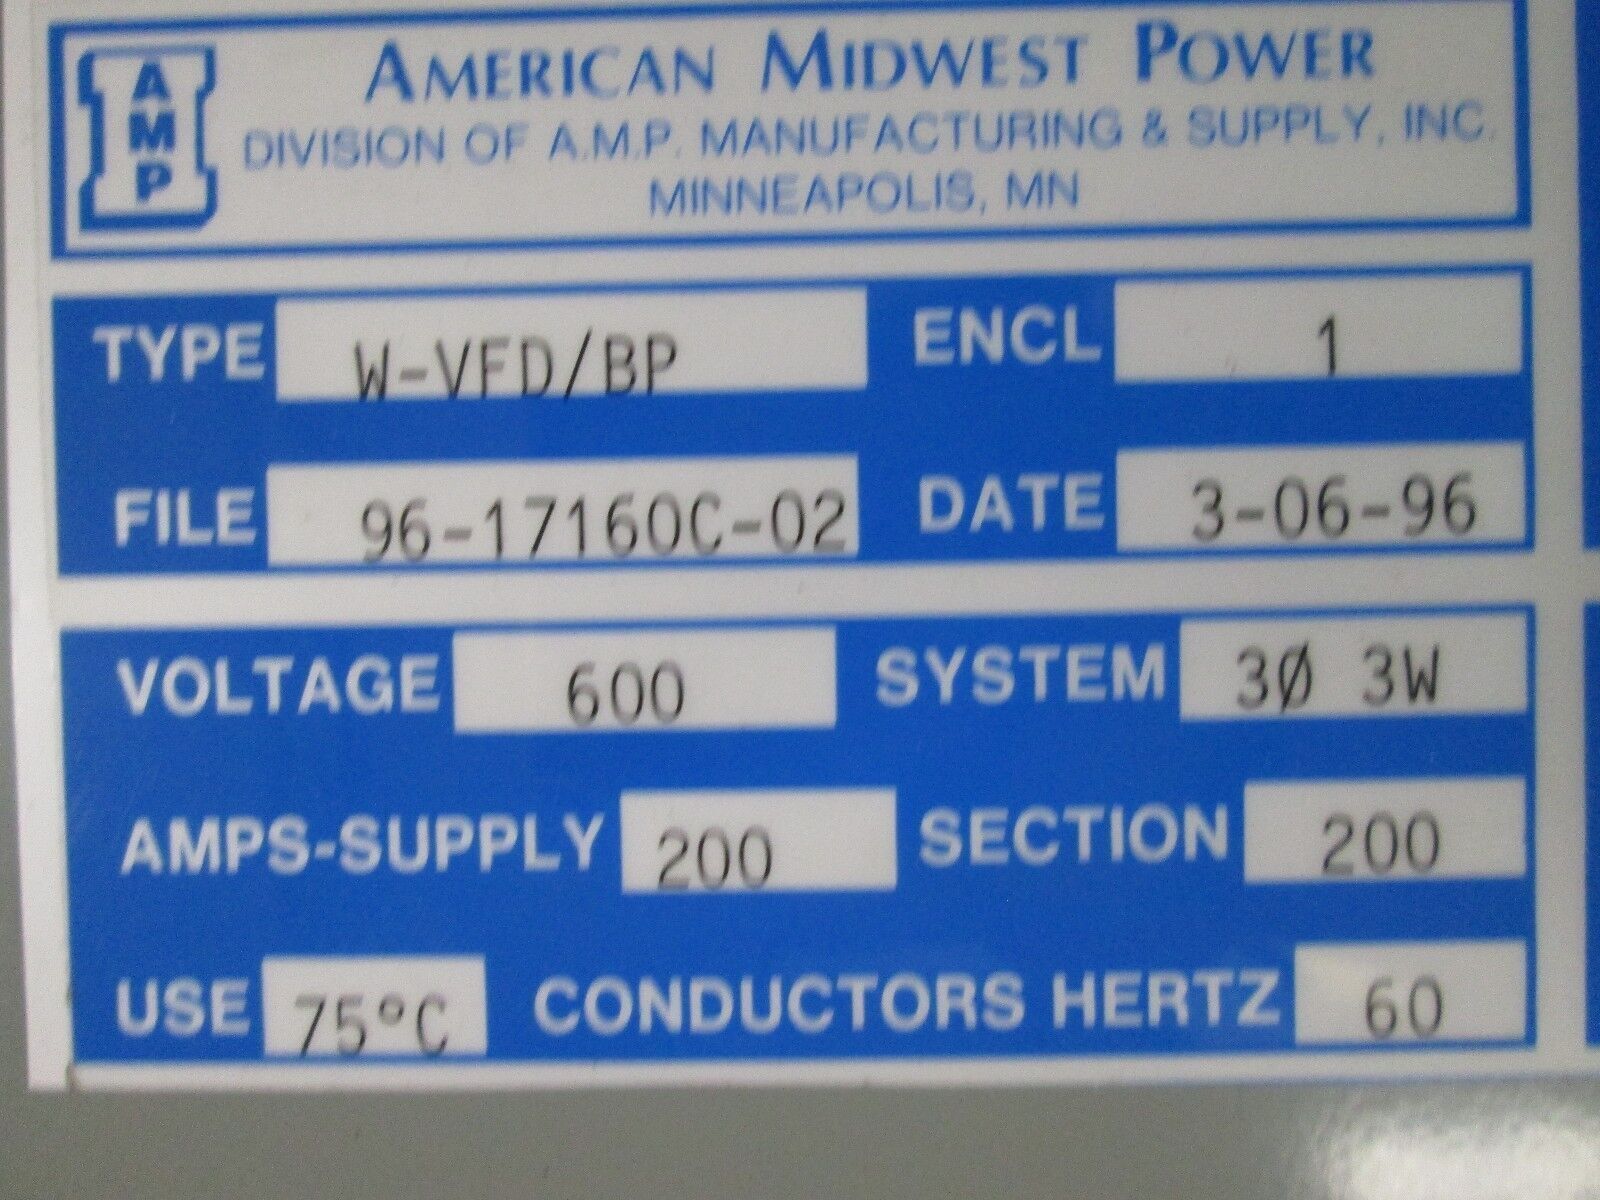 AMP
AMERICAN MIDWEST POWER
DIVISION OF A.M.P. MANUFACTURING & SUPPLY, INC.
MINNEAPOLIS, MN
TYPE W-VFD/BP ENCL 1
FILE 96-17160C-02 DATE 3-06-96
VOLTAGE 600 SYSTEM 3Ø 3W
AMPS-SUPPLY 200 SECTION 200
USE 75°C CONDUCTORS HERTZ 60